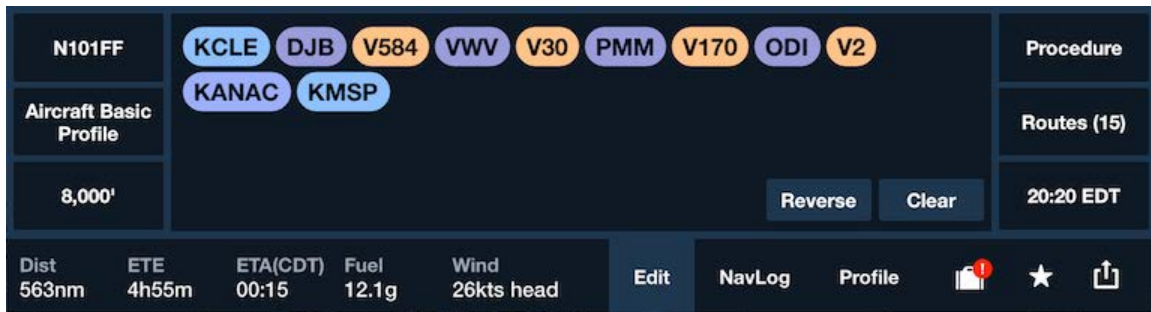 N101FF
Aircraft Basic
Profile
8,000'
KCLE DJB V584 VWV V30 PMM V170 ODI V2
KANAC KMSP
Reverse Clear
Procedure
Routes (15)
20:20 EDT
Dist ETE ETA(CDT) Fuel Wind
563nm 4h55m 00:15 12.1g 26kts head
Edit NavLog Profile !